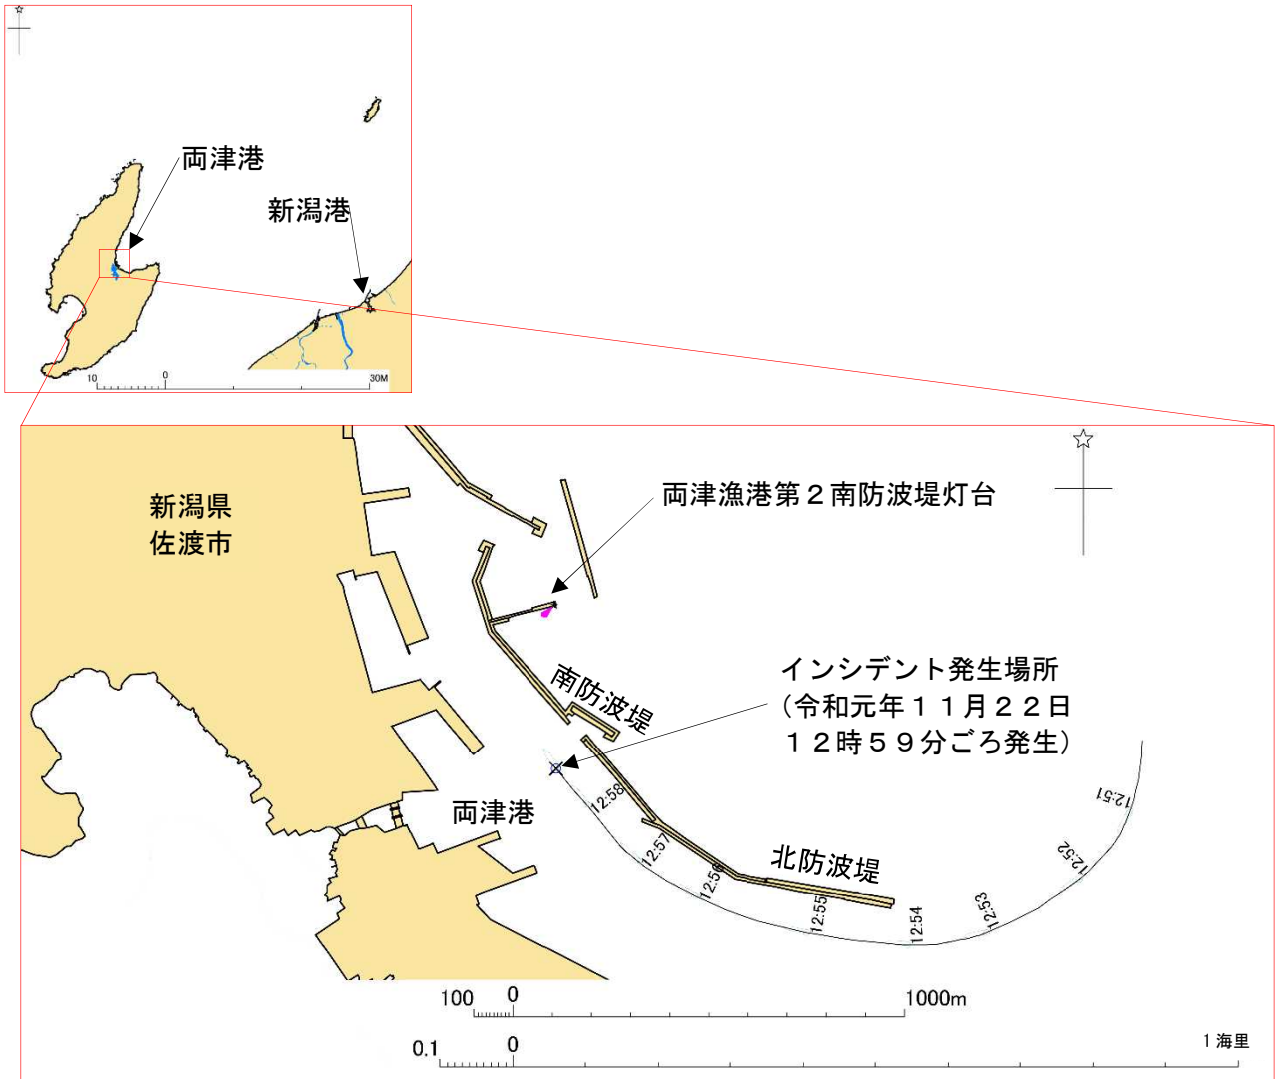 ☆
両津港
新潟港
10 0 30M
☆
新潟県
佐渡市
両津漁港第２南防波堤灯台
南防波堤
インシデント発生場所
（令和元年１１月２２日
１２時５９分ごろ発生）
両津港
北防波堤
12:51
12:52
12:53
12:54
12:55
12:56
12:57
12:58
100 0 1000m
0.1 0 １海里